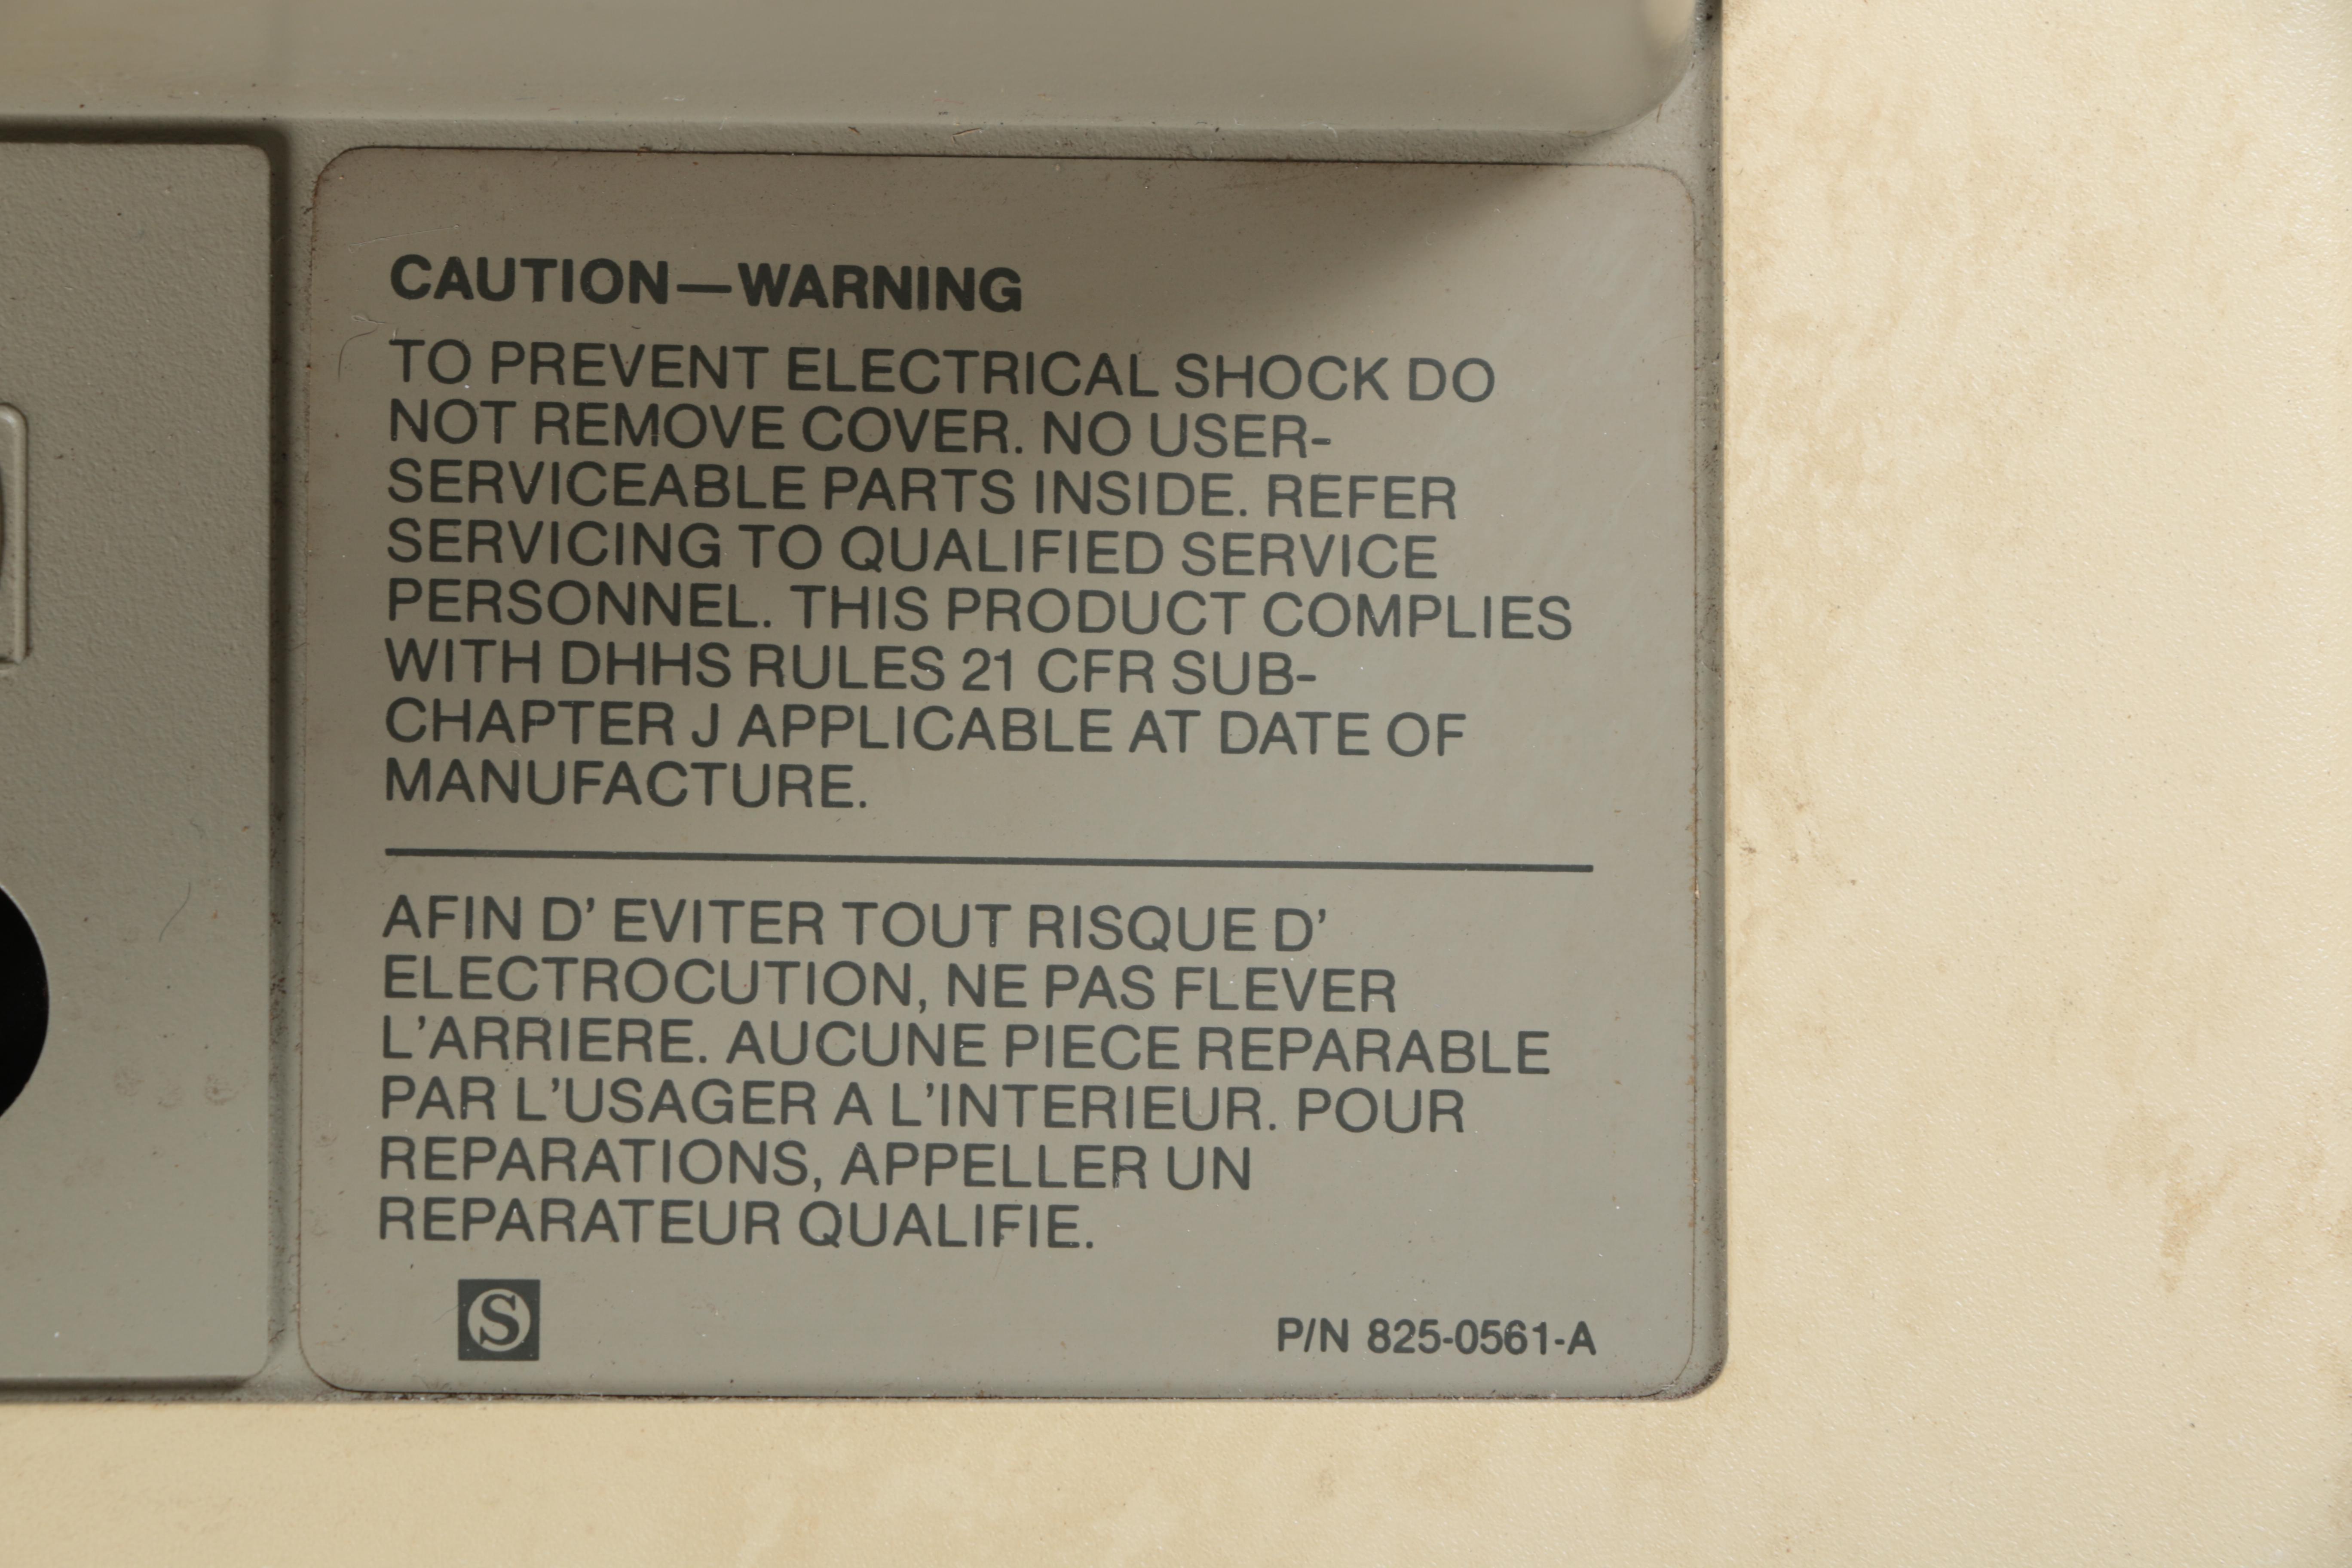 CAUTION—WARNING
TO PREVENT ELECTRICAL SHOCK DO
NOT REMOVE COVER. NO USER-
SERVICEABLE PARTS INSIDE. REFER
SERVICING TO QUALIFIED SERVICE
PERSONNEL. THIS PRODUCT COMPLIES
WITH DHHS RULES 21 CFR SUB-
CHAPTER J APPLICABLE AT DATE OF
MANUFACTURE.
AFIN D' EVITER TOUT RISQUE D'
ELECTROCUTION, NE PAS FLEVER
L'ARRIERE. AUCUNE PIECE REPARABLE
PAR L'USAGER A L'INTERIEUR. POUR
REPARATIONS, APPELLER UN
REPARATEUR QUALIFIE.
S
P/N 825-0561-A